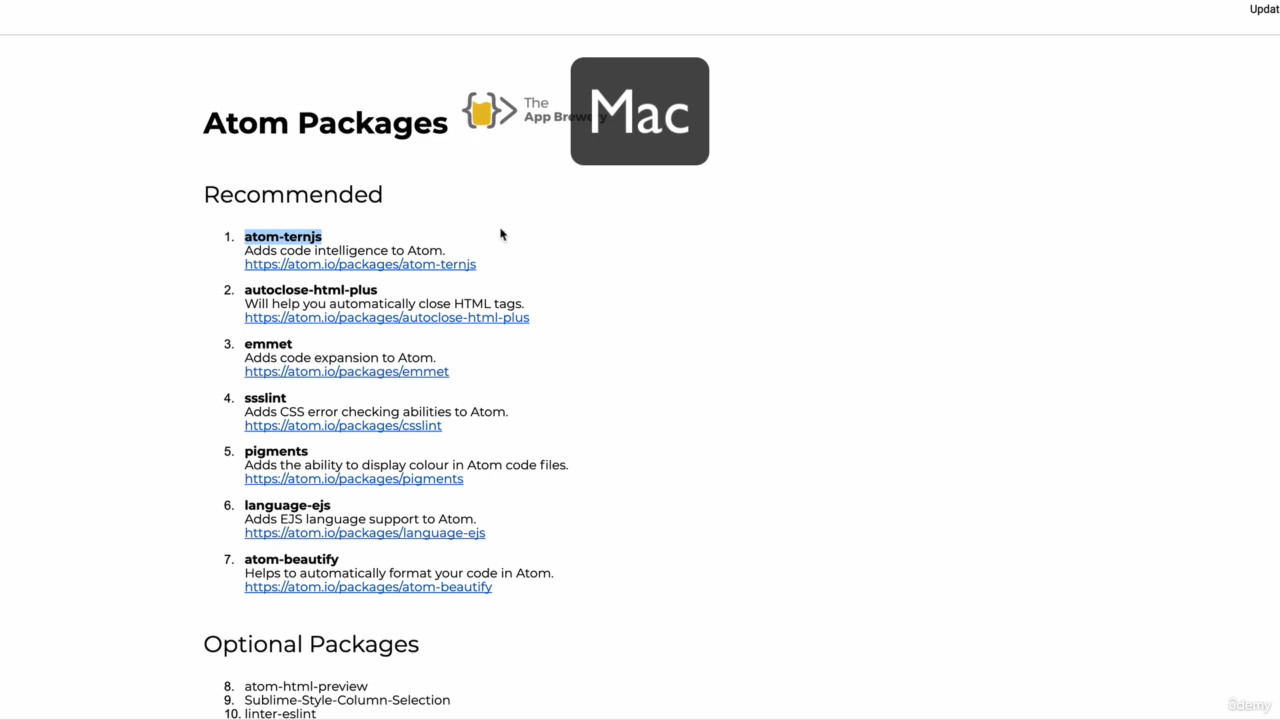 Updat
Atom Packages
The
App Brewery
Mac
Recommended
1. atom-ternjs
Adds code intelligence to Atom.
https://atom.io/packages/atom-ternjs
2. autoclose-html-plus
Will help you automatically close HTML tags.
https://atom.io/packages/autoclose-html-plus
3. emmet
Adds code expansion to Atom.
https://atom.io/packages/emmet
4. ssslint
Adds CSS error checking abilities to Atom.
https://atom.io/packages/csslint
5. pigments
Adds the ability to display colour in Atom code files.
https://atom.io/packages/pigments
6. language-ejs
Adds EJS language support to Atom.
https://atom.io/packages/language-ejs
7. atom-beautify
Helps to automatically format your code in Atom.
https://atom.io/packages/atom-beautify
Optional Packages
8. atom-html-preview
9. Sublime-Style-Column-Selection
10. linter-eslint
ûdemy